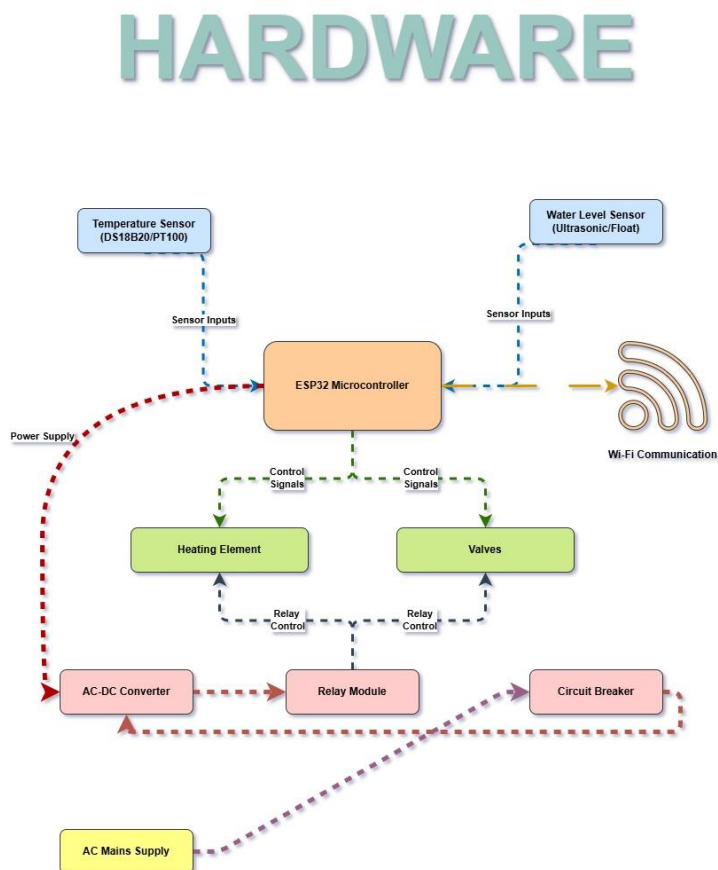 HARDWARE
Temperature Sensor
(DS18B20/PT100)
Water Level Sensor
(Ultrasonic/Float)
Sensor Inputs
Sensor Inputs
ESP32 Microcontroller
Power Supply
Wi-Fi Communication
Control
Signals
Control
Signals
Heating Element
Valves
Relay
Control
Relay
Control
AC-DC Converter
Relay Module
Circuit Breaker
AC Mains Supply